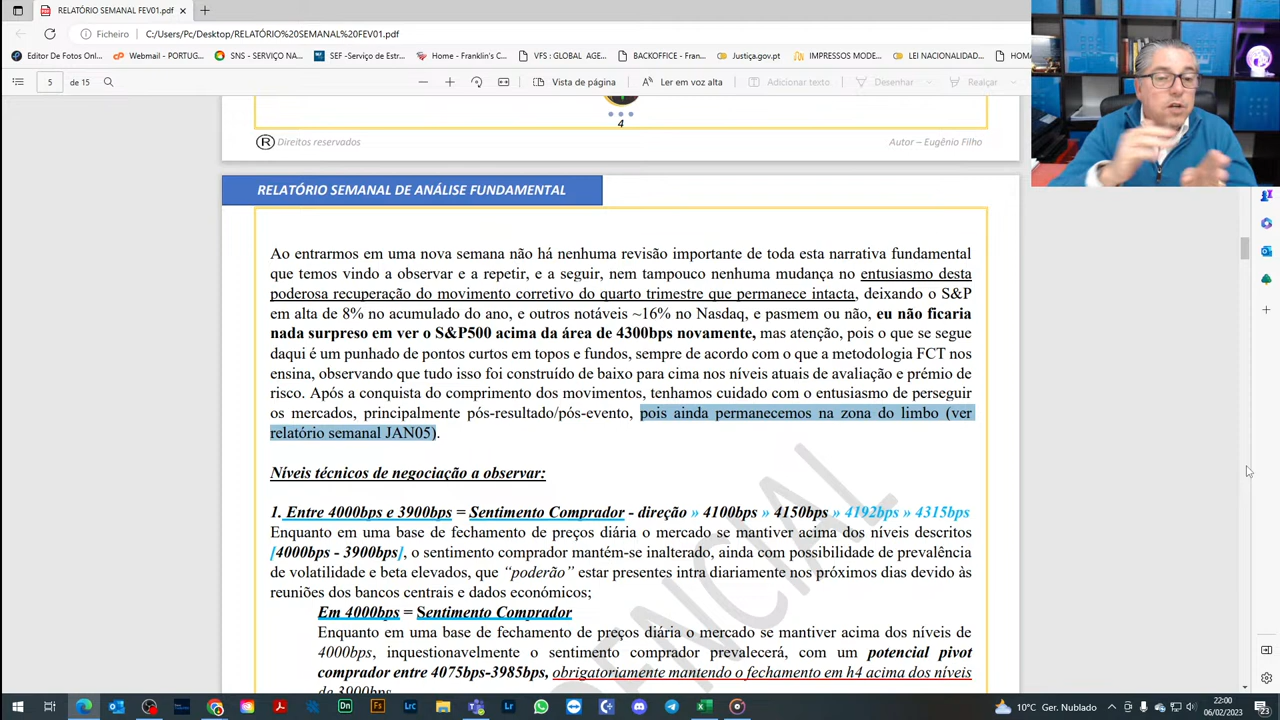 RELATÓRIO SEMANAL FEV01.pdf
Ficheiro
C:/Users/Pc/Desktop/RELATÓRIO%20SEMANAL%20FEV01.pdf
Editor De Fotos Onl...
Webmail - PORTUG...
SNS - SERVIÇO NA...
SEF -Serviço de Estr...
Home - Franklin's C...
VFS : GLOBAL AGE...
BACKOFFICE - Fran...
Justiça.gov.pt
IMPRESSOS MODE...
LEI NACIONALIDAD...
HOMA
5
de 15
Vista de página
Ler em voz alta
Adicionar texto
Desenhar
Realçar
4
® Direitos reservados
Autor – Eugênio Filho
RELATÓRIO SEMANAL DE ANÁLISE FUNDAMENTAL
Ao entrarmos em uma nova semana não há nenhuma revisão importante de toda esta narrativa fundamental
que temos vindo a observar e a repetir, e a seguir, nem tampouco nenhuma mudança no entusiasmo desta
poderosa recuperação do movimento corretivo do quarto trimestre que permanece intacta, deixando o S&P
em alta de 8% no acumulado do ano, e outros notáveis ~16% no Nasdaq, e pasmem ou não, eu não ficaria
nada surpreso em ver o S&P500 acima da área de 4300bps novamente, mas atenção, pois o que se segue
daqui é um punhado de pontos curtos em topos e fundos, sempre de acordo com o que a metodologia FCT nos
ensina, observando que tudo isso foi construído de baixo para cima nos níveis atuais de avaliação e prémio de
risco. Após a conquista do comprimento dos movimentos, tenhamos cuidado com o entusiasmo de perseguir
os mercados, principalmente pós-resultado/pós-evento, pois ainda permanecemos na zona do limbo (ver
relatório semanal JAN05).
Níveis técnicos de negociação a observar:
1. Entre 4000bps e 3900bps = Sentimento Comprador - direção » 4100bps » 4150bps » 4192bps » 4315bps
Enquanto em uma base de fechamento de preços diária o mercado se mantiver acima dos níveis descritos
[4000bps - 3900bps], o sentimento comprador mantém-se inalterado, ainda com possibilidade de prevalência
de volatilidade e beta elevados, que “poderão” estar presentes intra diariamente nos próximos dias devido às
reuniões dos bancos centrais e dados económicos;
Em 4000bps = Sentimento Comprador
Enquanto em uma base de fechamento de preços diária o mercado se mantiver acima dos níveis de
4000bps, inquestionavelmente o sentimento comprador prevalecerá, com um potencial pivot
comprador entre 4075bps-3985bps, obrigatoriamente mantendo o fechamento em h4 acima dos níveis
de 3900bps.
ENCIAL
10°C Ger. Nublado
22:00
06/02/2023
23